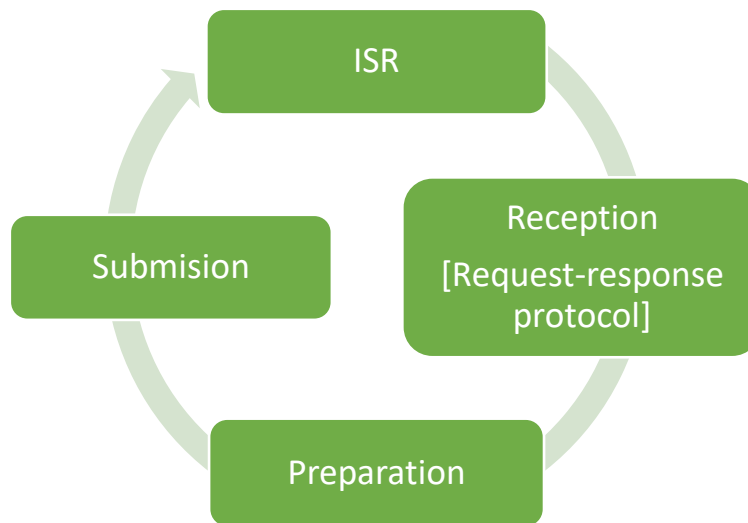 ISR
Reception
[Request-response
protocol]
Submision
Preparation